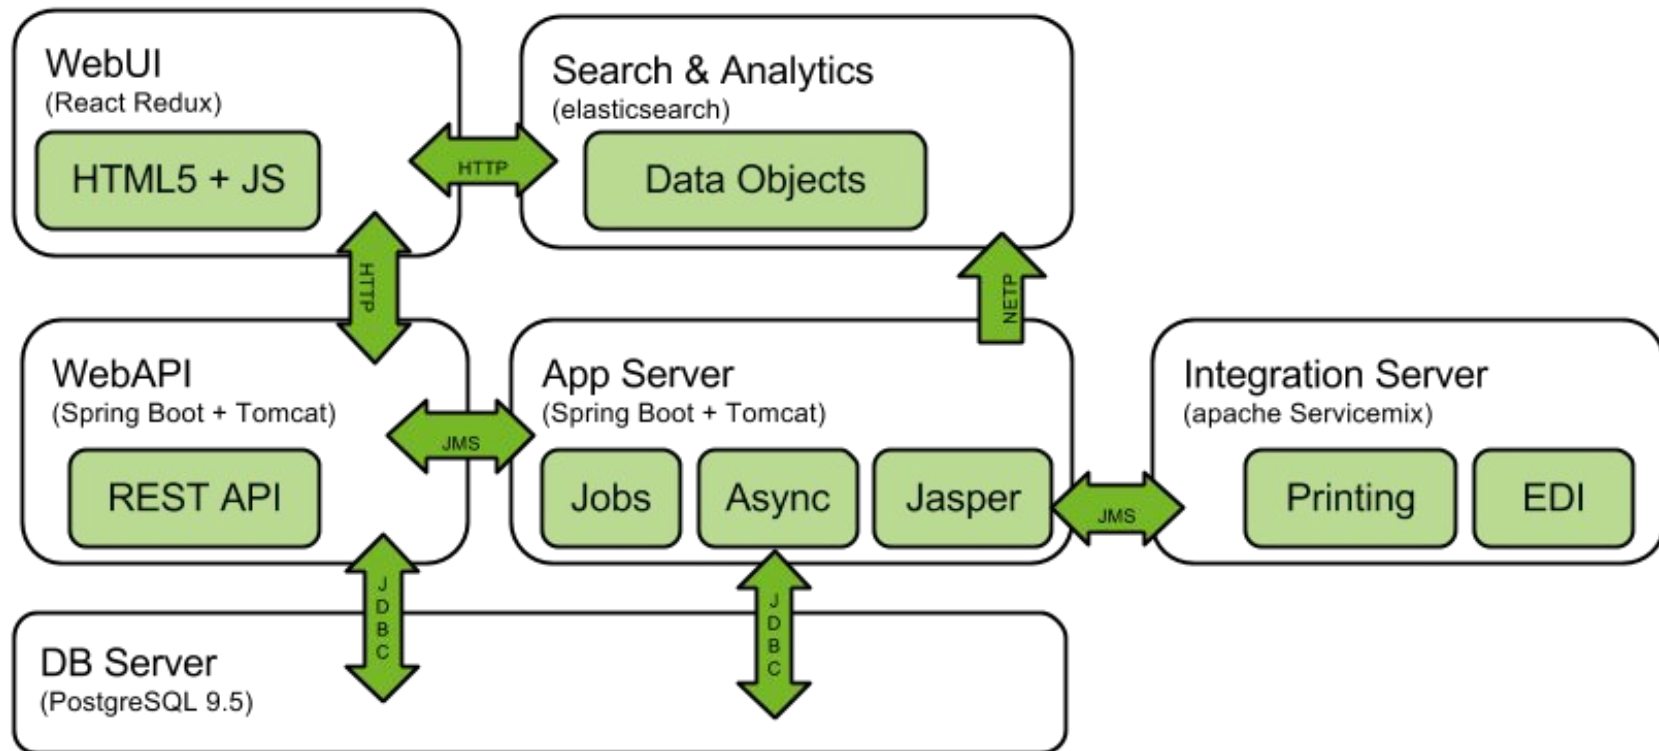 WebUI
(React Redux)
HTML5 + JS
HTTP
Search & Analytics
(elasticsearch)
Data Objects
HTTP
NETP
WebAPI
(Spring Boot + Tomcat)
REST API
JMS
App Server
(Spring Boot + Tomcat)
Jobs
Async
Jasper
JMS
Integration Server
(apache Servicemix)
Printing
EDI
JDBC
JDBC
DB Server
(PostgreSQL 9.5)